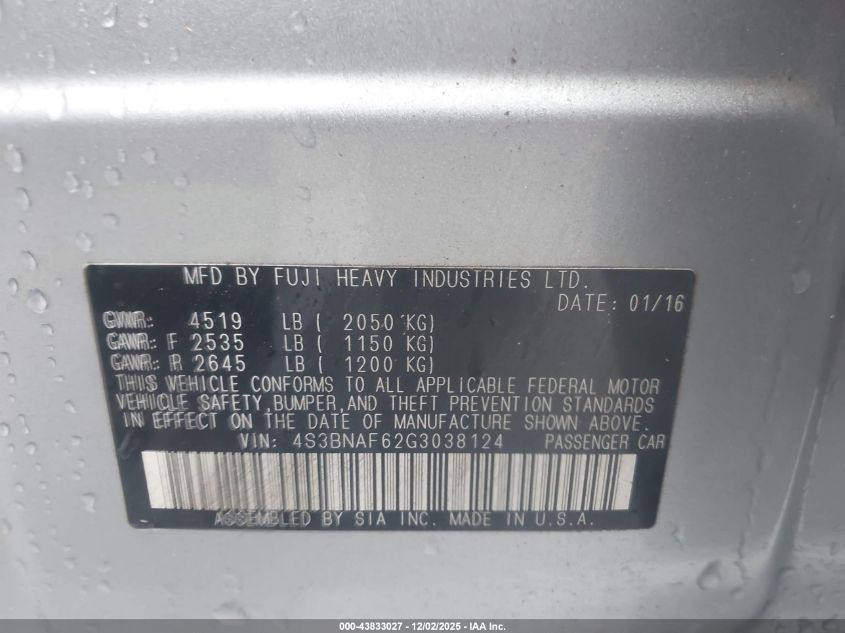 MFD BY FUJI HEAVY INDUSTRIES LTD.
DATE: 01/16
GVWR: 4519 LB ( 2050 KG)
GAWR: F 2535 LB ( 1150 KG)
GAWR: R 2645 LB ( 1200 KG)
THIS VEHICLE CONFORMS TO ALL APPLICABLE FEDERAL MOTOR
VEHICLE SAFETY, BUMPER, AND THEFT PREVENTION STANDARDS
IN EFFECT ON THE DATE OF MANUFACTURE SHOWN ABOVE.
VIN: 4S3BNAF62G3038124 PASSENGER CAR
ASSEMBLED BY SIA INC. MADE IN U.S.A.
000-43833027 - 12/02/2025 - IAA Inc.